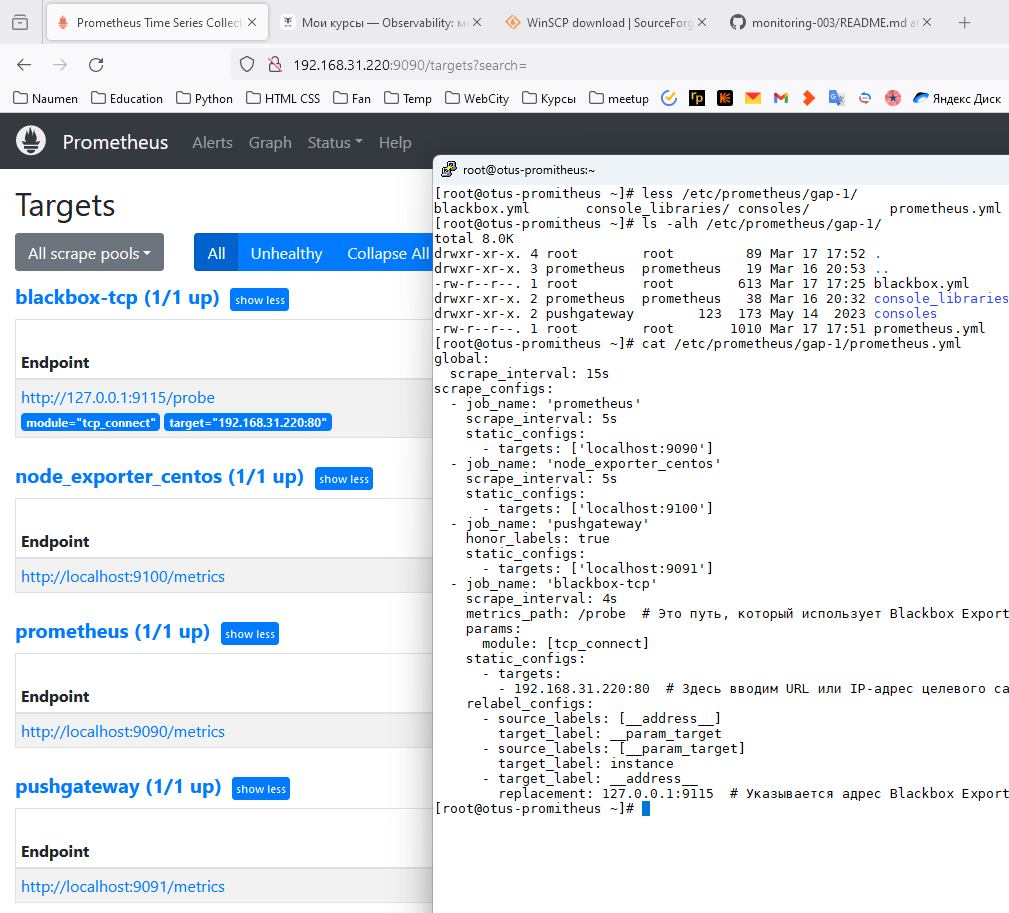 Prometheus Time Series Collect
Мои курсы — Observability: мо
WinSCP download | SourceForg
monitoring-003/README.md at
192.168.31.220:9090/targets?search=
Naumen Education Python HTML CSS Fan Temp WebCity Курсы meetup Яндекс Диск
Prometheus Alerts Graph Status Help
Targets
All scrape pools
All Unhealthy Collapse All
blackbox-tcp (1/1 up) show less
Endpoint
http://127.0.0.1:9115/probe
module="tcp_connect" target="192.168.31.220:80"
node_exporter_centos (1/1 up) show less
Endpoint
http://localhost:9100/metrics
prometheus (1/1 up) show less
Endpoint
http://localhost:9090/metrics
pushgateway (1/1 up) show less
Endpoint
http://localhost:9091/metrics
root@otus-promitheus:~
[root@otus-promitheus ~]# less /etc/prometheus/gap-1/
blackbox.yml       console_libraries/ consoles/          prometheus.yml
[root@otus-promitheus ~]# ls -alh /etc/prometheus/gap-1/
total 8.0K
drwxr-xr-x. 4 root        root         89 Mar 17 17:52 .
drwxr-xr-x. 3 prometheus  prometheus   19 Mar 16 20:53 ..
-rw-r--r--. 1 root        root        613 Mar 17 17:25 blackbox.yml
drwxr-xr-x. 2 prometheus  prometheus   38 Mar 16 20:32 console_libraries
drwxr-xr-x. 2 pushgateway        123  173 May 14  2023 consoles
-rw-r--r--. 1 root        root       1010 Mar 17 17:51 prometheus.yml
[root@otus-promitheus ~]# cat /etc/prometheus/gap-1/prometheus.yml
global:
  scrape_interval: 15s
scrape_configs:
  - job_name: 'prometheus'
    scrape_interval: 5s
    static_configs:
      - targets: ['localhost:9090']
  - job_name: 'node_exporter_centos'
    scrape_interval: 5s
    static_configs:
      - targets: ['localhost:9100']
  - job_name: 'pushgateway'
    honor_labels: true
    static_configs:
      - targets: ['localhost:9091']
  - job_name: 'blackbox-tcp'
    scrape_interval: 4s
    metrics_path: /probe  # Это путь, который использует Blackbox Export
    params:
      module: [tcp_connect]
    static_configs:
      - targets:
        - 192.168.31.220:80  # Здесь вводим URL или IP-адрес целевого са
    relabel_configs:
      - source_labels: [__address__]
        target_label: __param_target
      - source_labels: [__param_target]
        target_label: instance
      - target_label: __address__
        replacement: 127.0.0.1:9115  # Указывается адрес Blackbox Export
[root@otus-promitheus ~]#